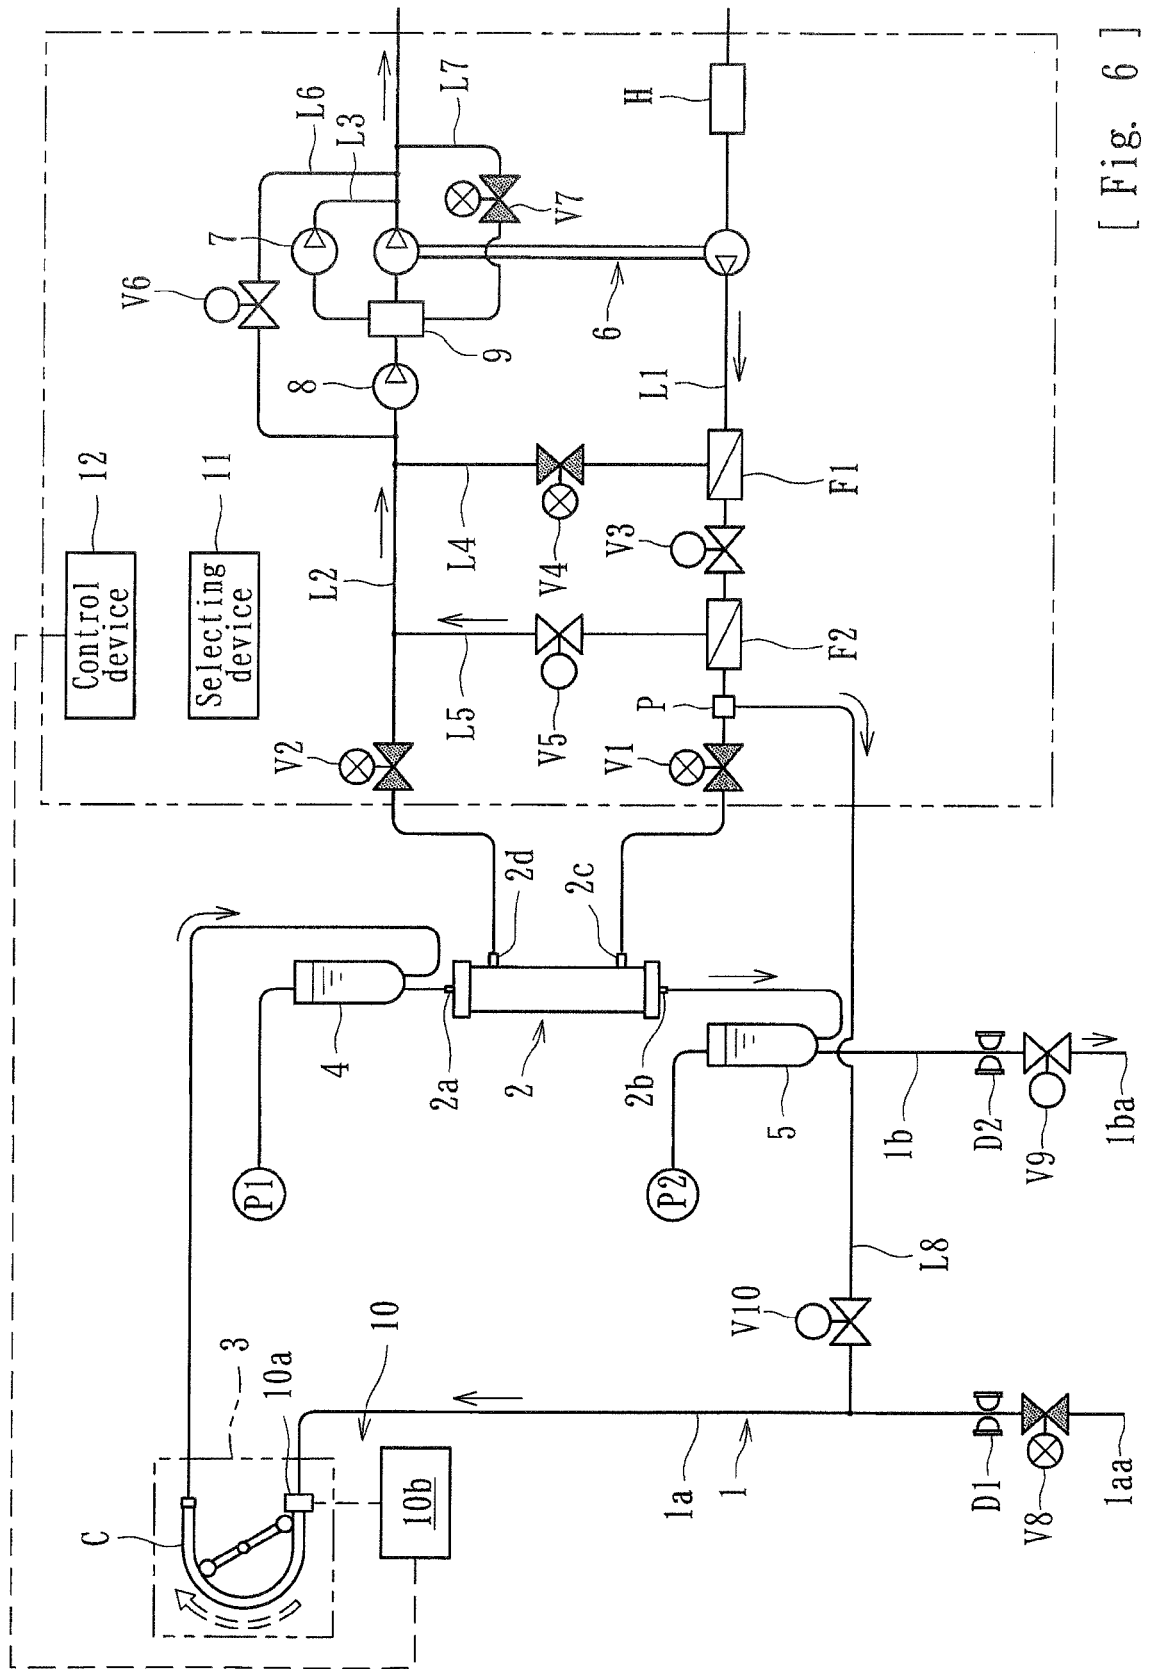 [ Fig. 6 ]
Control
device
12
Selecting
device
11
V6
7
L6
L3
L7
V7
8
9
6
H
L2
L4
V4
L1
F1
V3
F2
L5
V5
P
V2
V1
2d
2c
4
2a
2
2b
5
P1
P2
1b
D2
V9
1ba
L8
V10
3
10a
10
10b
C
1a
1
D1
V8
1aa